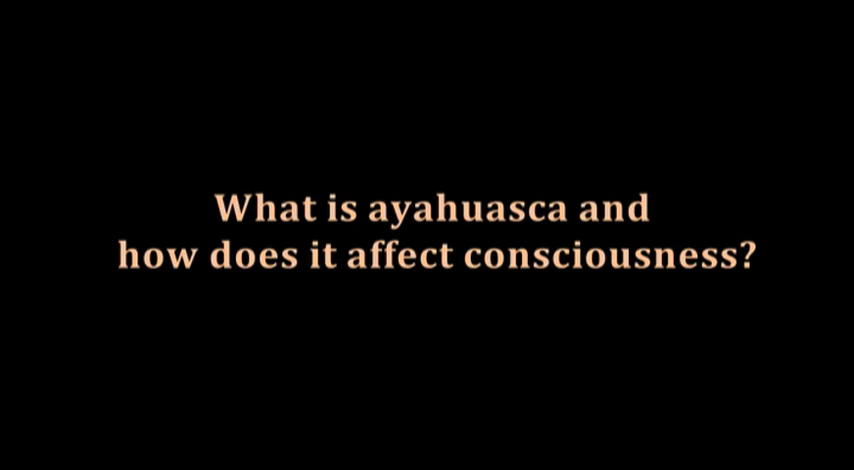 What is ayahuasca and
how does it affect consciousness?